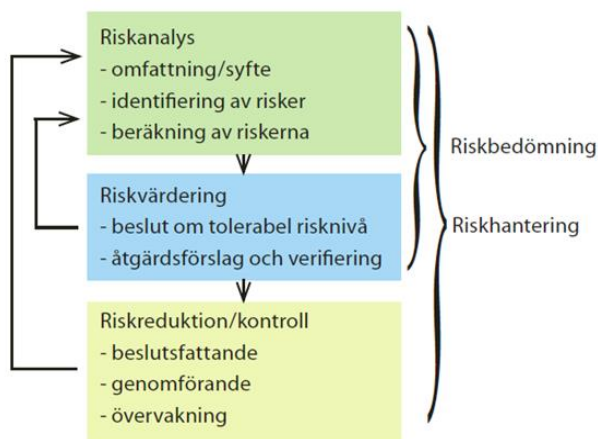 Riskanalys
- omfattning/syfte
- identifiering av risker
- beräkning av riskerna
Riskbedömning
Riskvärdering
- beslut om tolerabel risknivå
- åtgärdsförslag och verifiering
Riskhantering
Riskreduktion/kontroll
- beslutsfattande
- genomförande
- övervakning